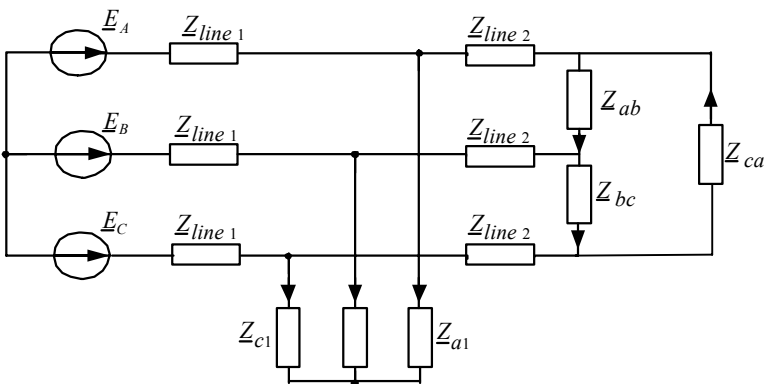 E_A
Z_line 1
Z_line 2
Z_ab
E_B
Z_line 1
Z_line 2
Z_ca
Z_bc
E_C
Z_line 1
Z_line 2
Z_c1
Z_a1